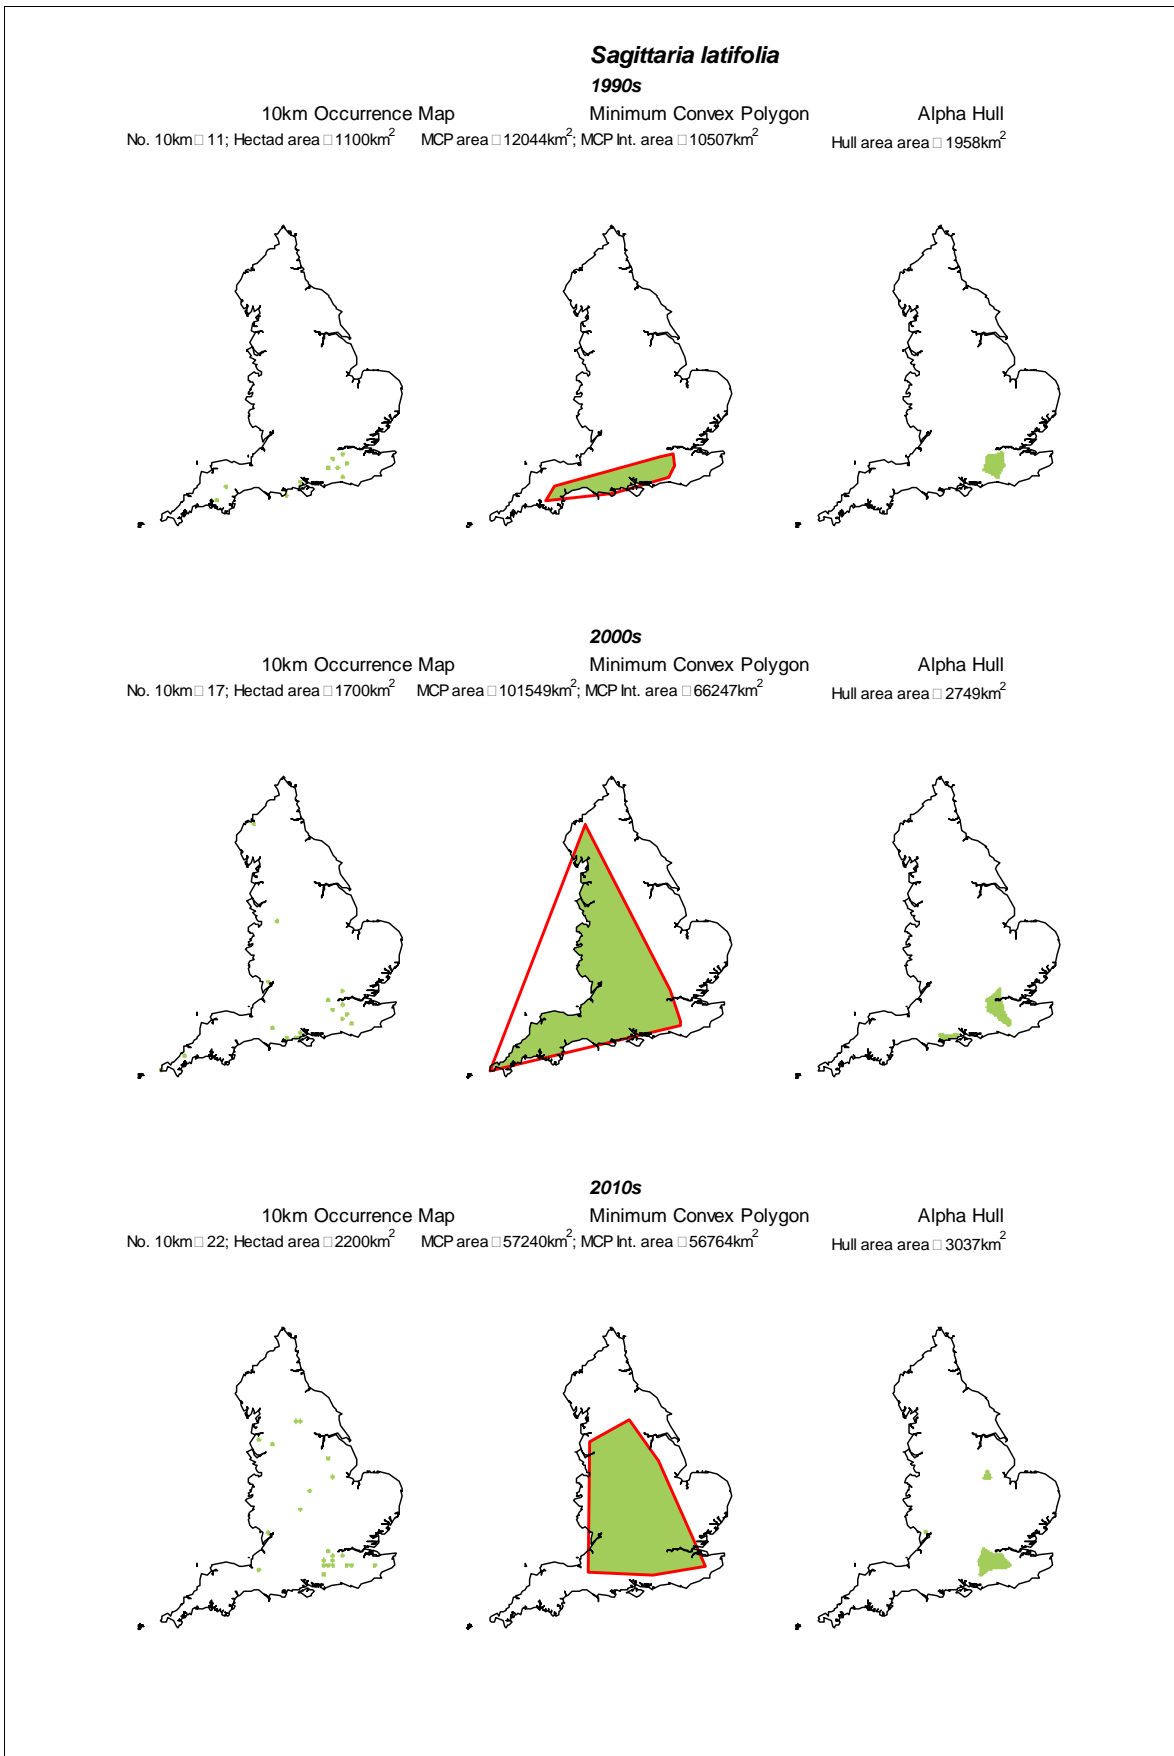 Sagittaria latifolia
1990s
10km Occurrence Map Minimum Convex Polygon Alpha Hull
No. 10km□11; Hectad area□1100km² MCP area□12044km²; MCP Int. area□10507km² Hull area area□1958km²
2000s
10km Occurrence Map Minimum Convex Polygon Alpha Hull
No. 10km□17; Hectad area□1700km² MCP area□101549km²; MCP Int. area□66247km² Hull area area□2749km²
2010s
10km Occurrence Map Minimum Convex Polygon Alpha Hull
No. 10km□22; Hectad area□2200km² MCP area□57240km²; MCP Int. area□56764km² Hull area area□3037km²